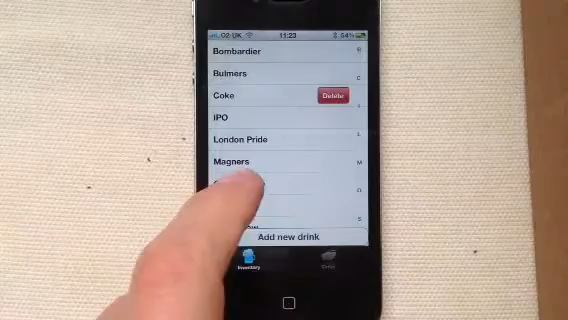 O2-UK 11:23 54%
Bombardier B
Bulmers
Coke Delete C
IPO I
London Pride L
Magners M
O
S
Add new drink
Inventory